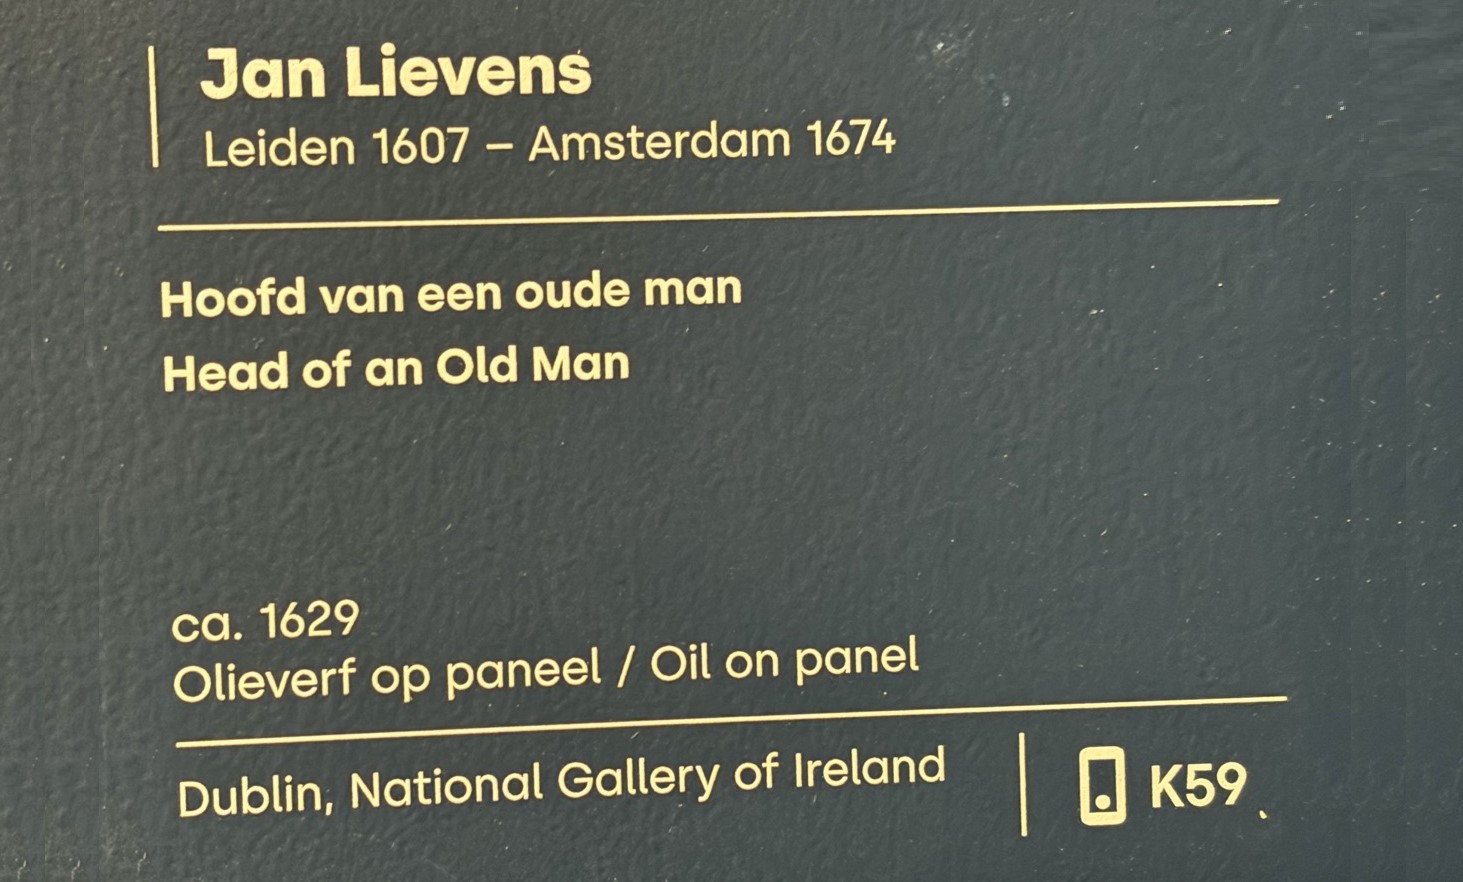 Jan Lievens
Leiden 1607 – Amsterdam 1674
Hoofd van een oude man
Head of an Old Man
ca. 1629
Olieverf op paneel / Oil on panel
Dublin, National Gallery of Ireland
K59